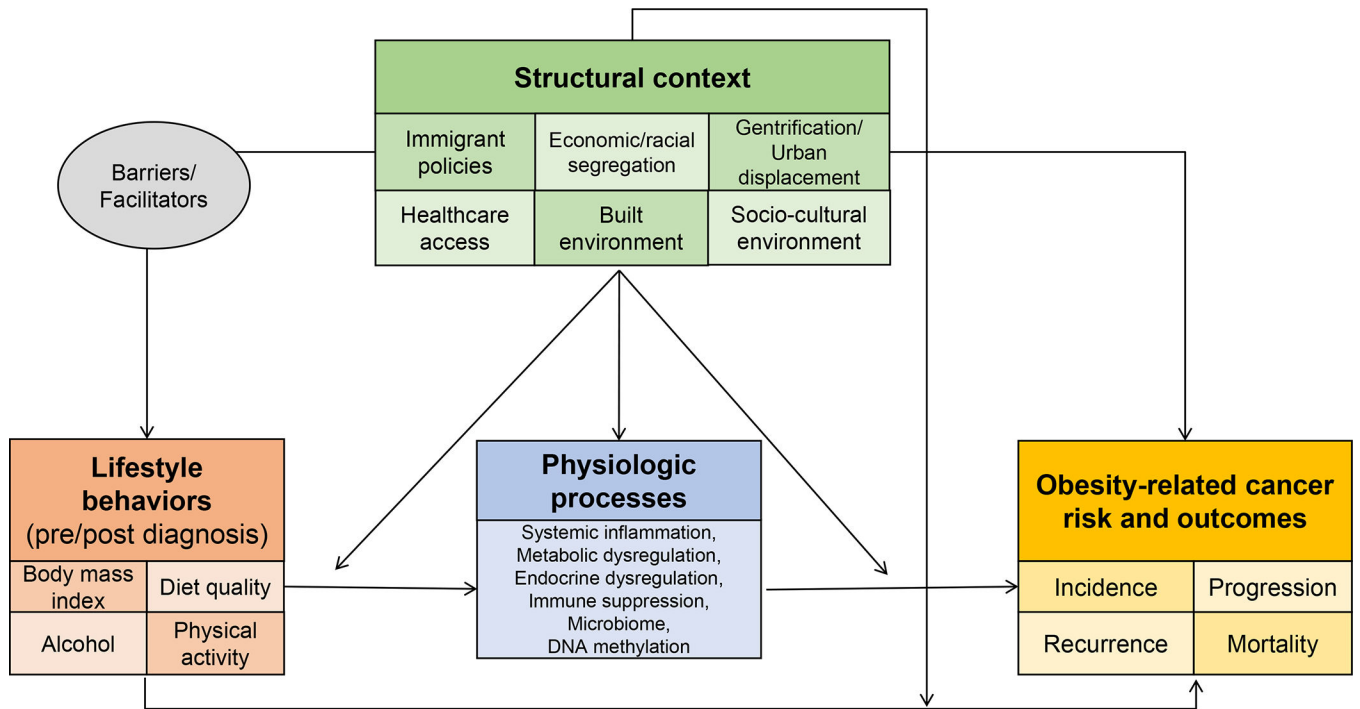 Structural context
Immigrant
policies
Economic/racial
segregation
Gentrification/
Urban
displacement
Healthcare
access
Built
environment
Socio-cultural
environment
Barriers/
Facilitators
Lifestyle
behaviors
(pre/post diagnosis)
Body mass
index
Diet quality
Alcohol
Physical
activity
Physiologic
processes
Systemic inflammation,
Metabolic dysregulation,
Endocrine dysregulation,
Immune suppression,
Microbiome,
DNA methylation
Obesity-related cancer
risk and outcomes
Incidence
Progression
Recurrence
Mortality